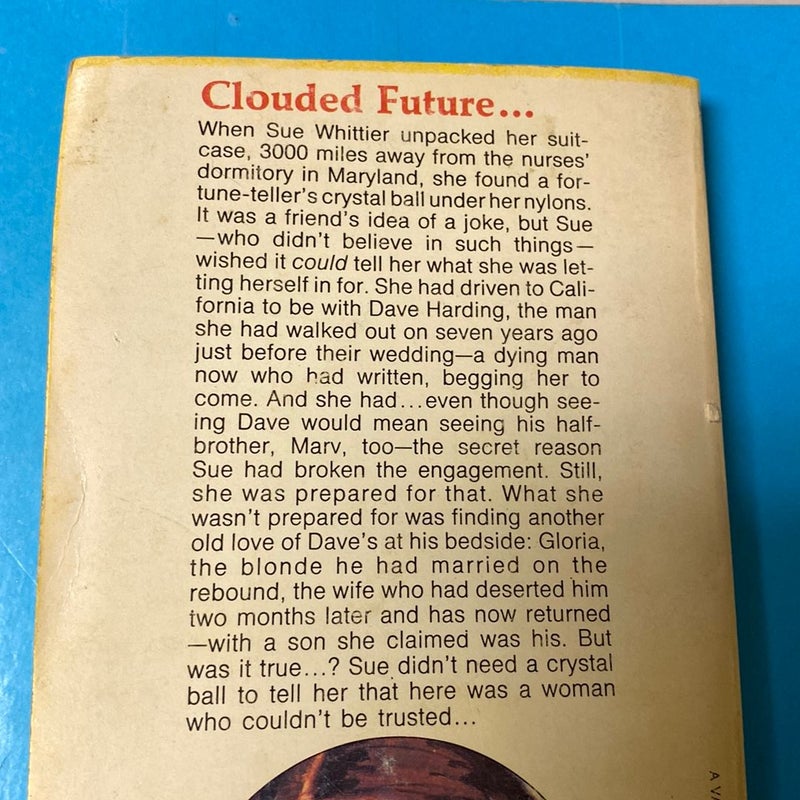 Clouded Future...
When Sue Whittier unpacked her suit-
case, 3000 miles away from the nurses'
dormitory in Maryland, she found a for-
tune-teller's crystal ball under her nylons.
It was a friend's idea of a joke, but Sue
—who didn't believe in such things—
wished it could tell her what she was let-
ting herself in for. She had driven to Cali-
fornia to be with Dave Harding, the man
she had walked out on seven years ago
just before their wedding—a dying man
now who had written, begging her to
come. And she had...even though see-
ing Dave would mean seeing his half-
brother, Marv, too—the secret reason
Sue had broken the engagement. Still,
she was prepared for that. What she
wasn't prepared for was finding another
old love of Dave's at his bedside: Gloria,
the blonde he had married on the
rebound, the wife who had deserted him
two months later and has now returned
—with a son she claimed was his. But
was it true...? Sue didn't need a crystal
ball to tell her that here was a woman
who couldn't be trusted...